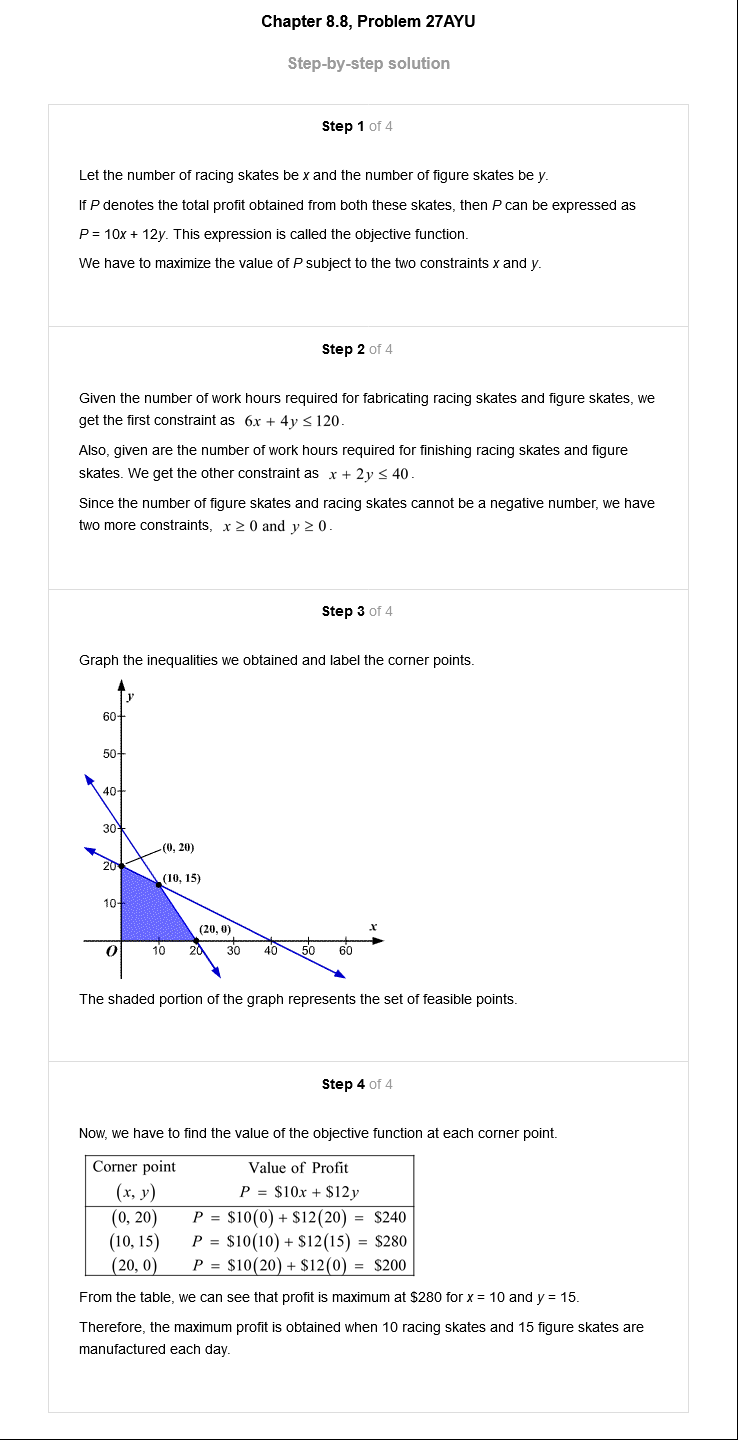 Chapter 8.8, Problem 27AYU
Step-by-step solution
Step 1 of 4
Let the number of racing skates be x and the number of figure skates be y.
If P denotes the total profit obtained from both these skates, then P can be expressed as
P = 10x + 12y. This expression is called the objective function.
We have to maximize the value of P subject to the two constraints x and y.
Step 2 of 4
Given the number of work hours required for fabricating racing skates and figure skates, we
get the first constraint as 6x + 4y ≤ 120.
Also, given are the number of work hours required for finishing racing skates and figure
skates. We get the other constraint as x + 2y ≤ 40.
Since the number of figure skates and racing skates cannot be a negative number, we have
two more constraints, x ≥ 0 and y ≥ 0.
Step 3 of 4
Graph the inequalities we obtained and label the corner points.
y
60
50
40
30
(0, 20)
20
(10, 15)
10
(20, 0)
x
O 10 20 30 40 50 60
The shaded portion of the graph represents the set of feasible points.
Step 4 of 4
Now, we have to find the value of the objective function at each corner point.
Corner point Value of Profit
(x, y) P = $10x + $12y
(0, 20) P = $10(0) + $12(20) = $240
(10, 15) P = $10(10) + $12(15) = $280
(20, 0) P = $10(20) + $12(0) = $200
From the table, we can see that profit is maximum at $280 for x = 10 and y = 15.
Therefore, the maximum profit is obtained when 10 racing skates and 15 figure skates are
manufactured each day.